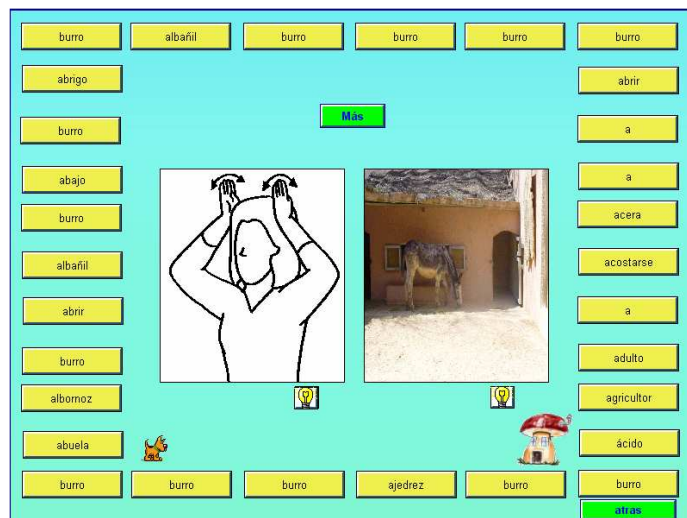 burro albañil burro burro burro burro
abrigo abrir
Más
burro a
abajo a
burro acera
albañil acostarse
abrir a
burro adulto
albornoz agricultor
abuela ácido
burro burro burro ajedrez burro burro
atras